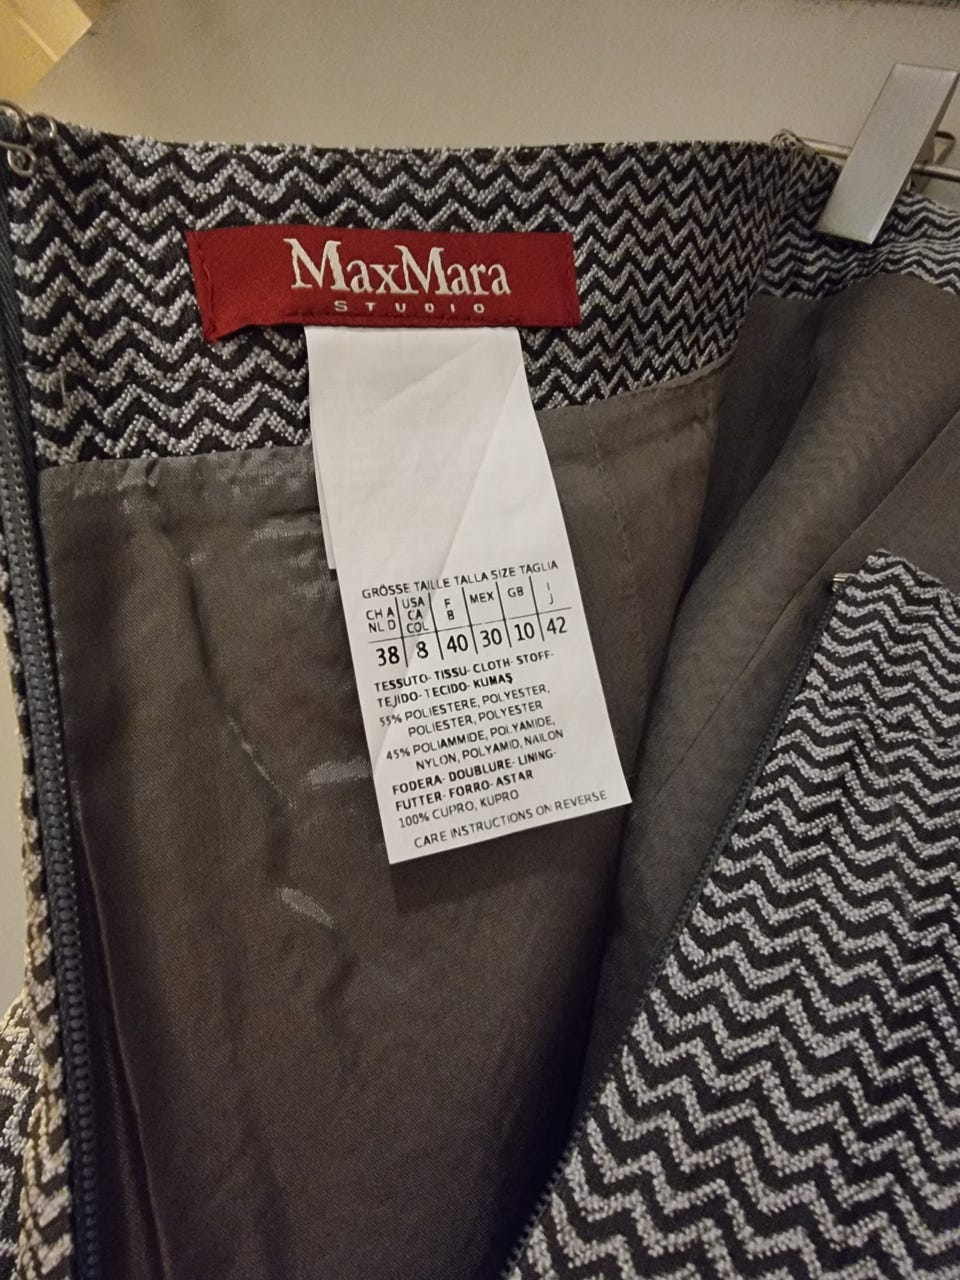 MaxMara
STUDIO
GRÖSSE TAILLE TALLA SIZE TAGLIA
CH A NL D USA CA COL F B MEX GB I J
38 8 40 30 10 42
TESSUTO- TISSU- CLOTH- STOFF-
TEJIDO- TECIDO- KUMAŞ
55% POLIESTERE, POLYESTER,
POLIESTER, POLYESTER
45% POLIAMMIDE, POLYAMIDE,
NYLON, POLYAMID, NAILON
FODERA- DOUBLURE- LINING-
FUTTER- FORRO- ASTAR
100% CUPRO, KUPRO
CARE INSTRUCTIONS ON REVERSE